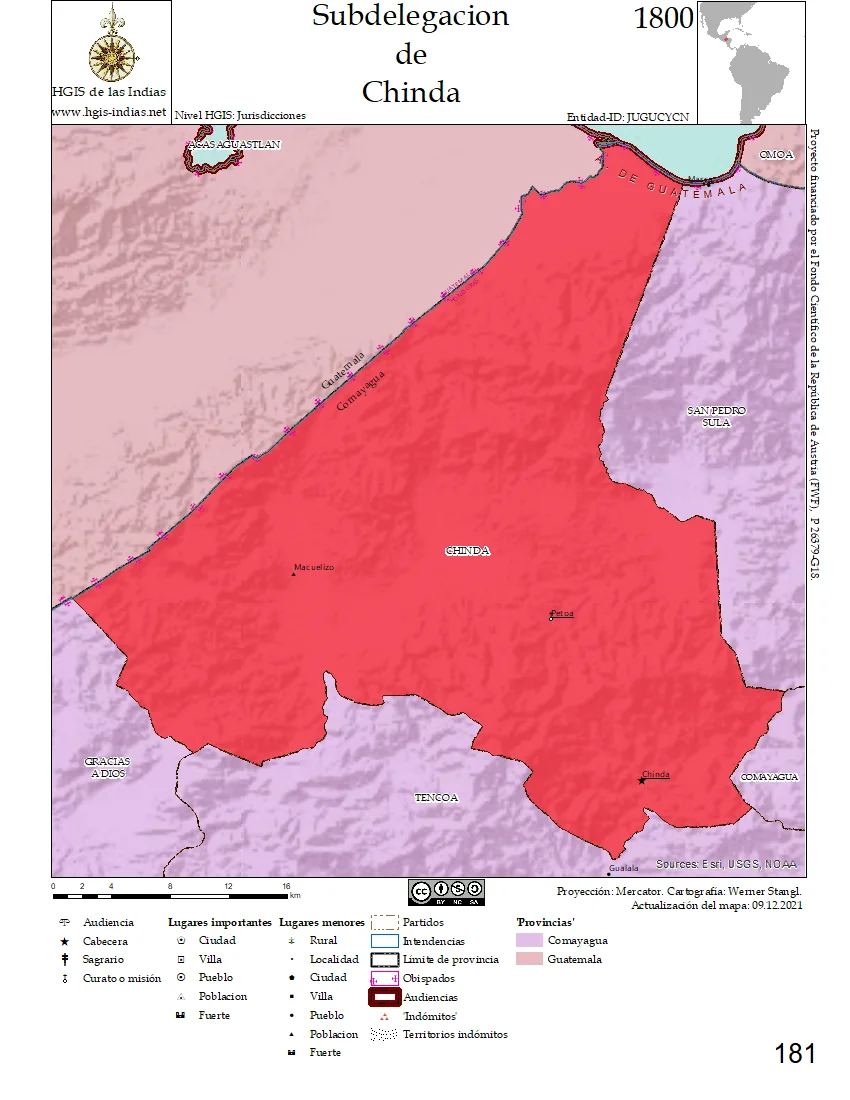 Subdelegacion
de
Chinda
1800
HGIS de las Indias
www.hgis-indias.net
Nivel HGIS: Jurisdicciones
Entidad-ID: JUGUCYCN
ACASAGUASTLAN
OMOA
A. DE GUATEMALA
Guatemala
Comayagua
SAN PEDRO
SULA
CHINDA
Macuelizo
Petoa
GRACIAS
A DIOS
TENCOA
Chinda
COMAYAGUA
Gualala
Sources: Esri, USGS, NOAA
Proyecto financiado por el Fondo Científico de la República de Austria (FWF), P 26379-G18.
0 2 4 8 12 16
km
CC BY NC SA
Proyección: Mercator. Cartografía: Werner Stangl.
Actualización del mapa: 09.12.2021
Audiencia
Cabecera
Sagrario
Curato o misión
Lugares importantes
Ciudad
Villa
Pueblo
Poblacion
Fuerte
Lugares menores
Rural
Localidad
Ciudad
Villa
Pueblo
Poblacion
Fuerte
Partidos
Intendencias
Límite de provincia
Obispados
Audiencias
'Indómitos'
Territorios indómitos
'Provincias'
Comayagua
Guatemala
181